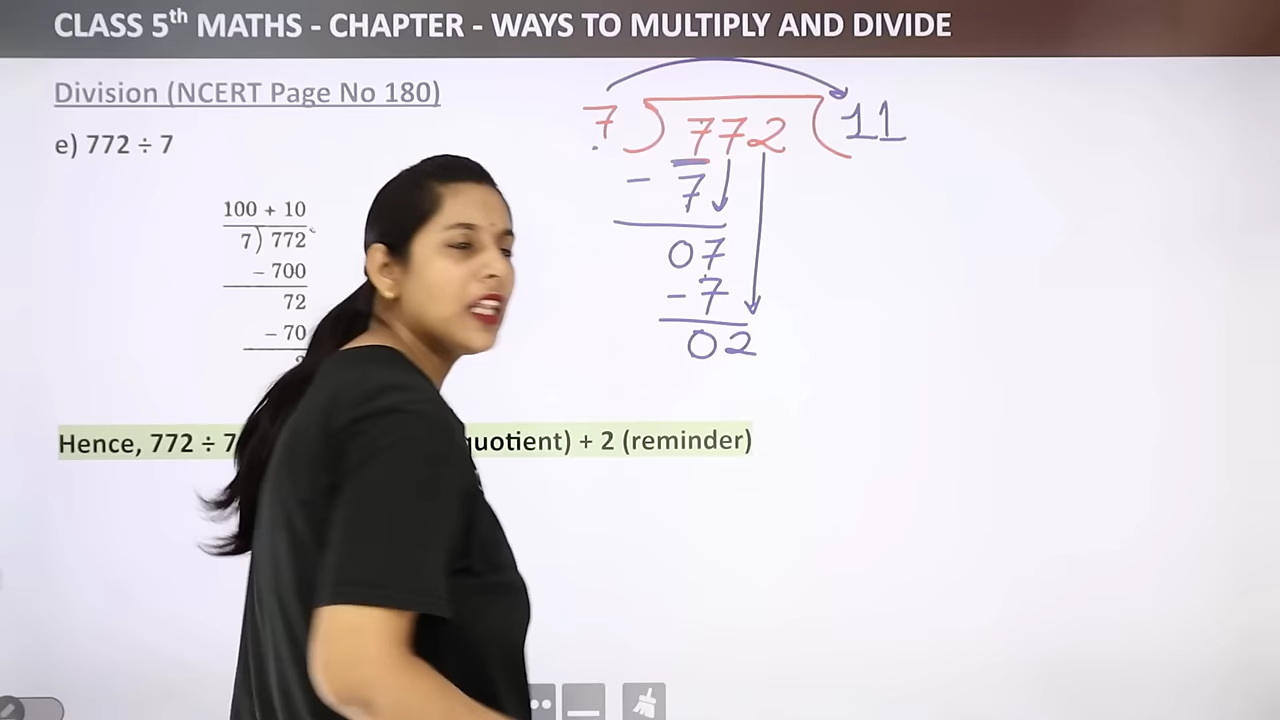 CLASS 5th MATHS - CHAPTER - WAYS TO MULTIPLY AND DIVIDE
Division (NCERT Page No 180)
e) 772 ÷ 7
100 + 10
7) 772
- 700
72
- 70
Hence, 772 ÷ 7 quotient) + 2 (reminder)
7) 772 (11
- 7
07
- 7
02